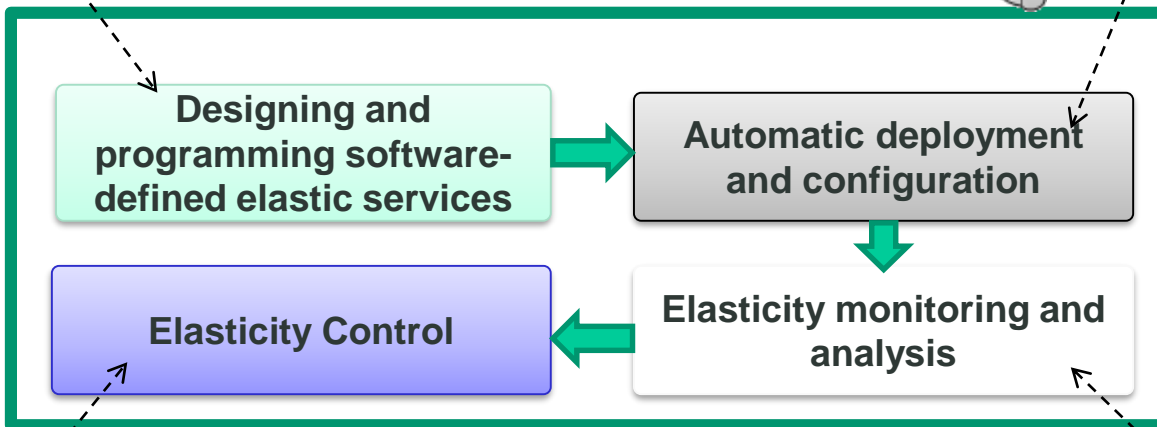 Designing and
programming software-
defined elastic services
Automatic deployment
and configuration
Elasticity Control
Elasticity monitoring and
analysis